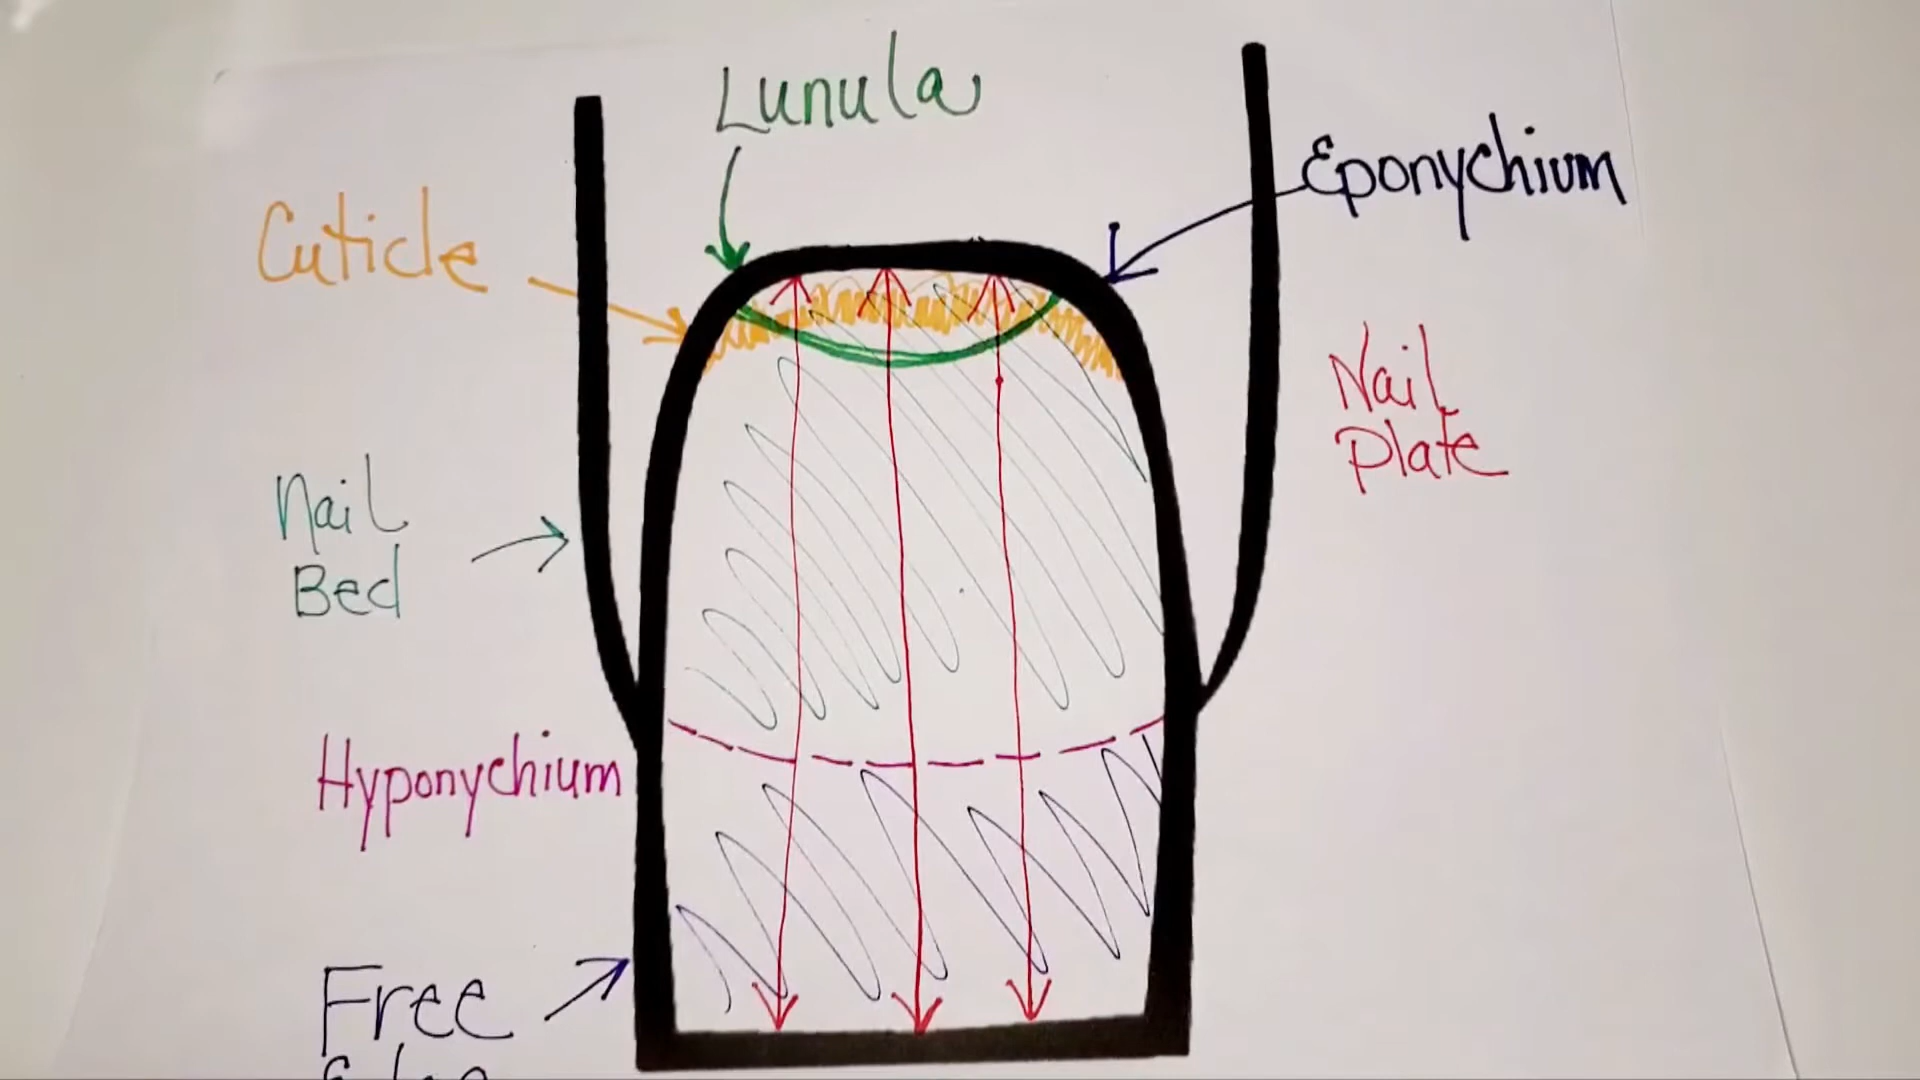 Lunula
Eponychium
Cuticle
Nail
Plate
Nail
Bed
Hyponychium
Free